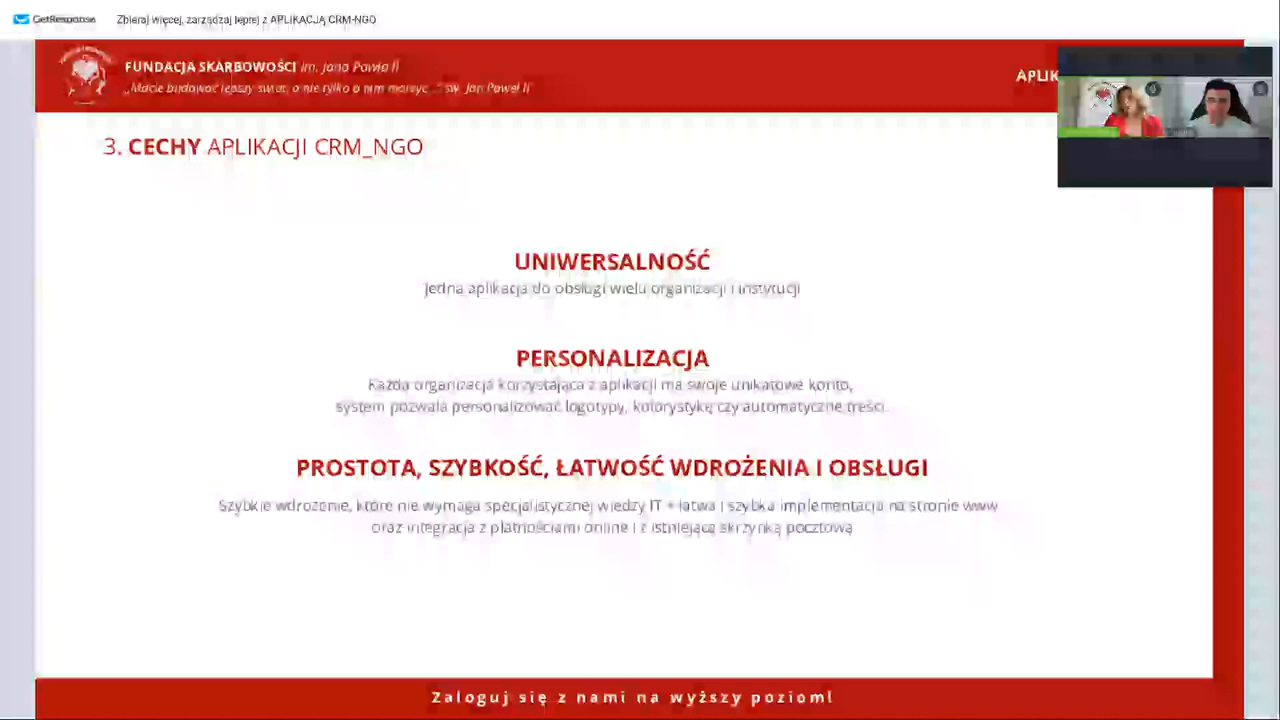 GetResponse
Zbieraj więcej, zarządzaj lepiej z APLIKACJĄ CRM-NGO
FUNDACJA SKARBOWOŚCI im. Jana Pawła II
„Macie budować lepszy świat, a nie tylko o nim marzyć..." św. Jan Paweł II
APLIK
3. CECHY APLIKACJI CRM_NGO
UNIWERSALNOŚĆ
Jedna aplikacja do obsługi wielu organizacji i instytucji
PERSONALIZACJA
Każda organizacja korzystająca z aplikacji ma swoje unikatowe konto,
system pozwala personalizować logotypy, kolorystykę czy automatyczne treści.
PROSTOTA, SZYBKOŚĆ, ŁATWOŚĆ WDROŻENIA I OBSŁUGI
Szybkie wdrożenie, które nie wymaga specjalistycznej wiedzy IT + łatwa i szybka implementacja na stronie www
oraz integracja z płatnościami online i z istniejącą skrzynką pocztową
Zaloguj się z nami na wyższy poziom!